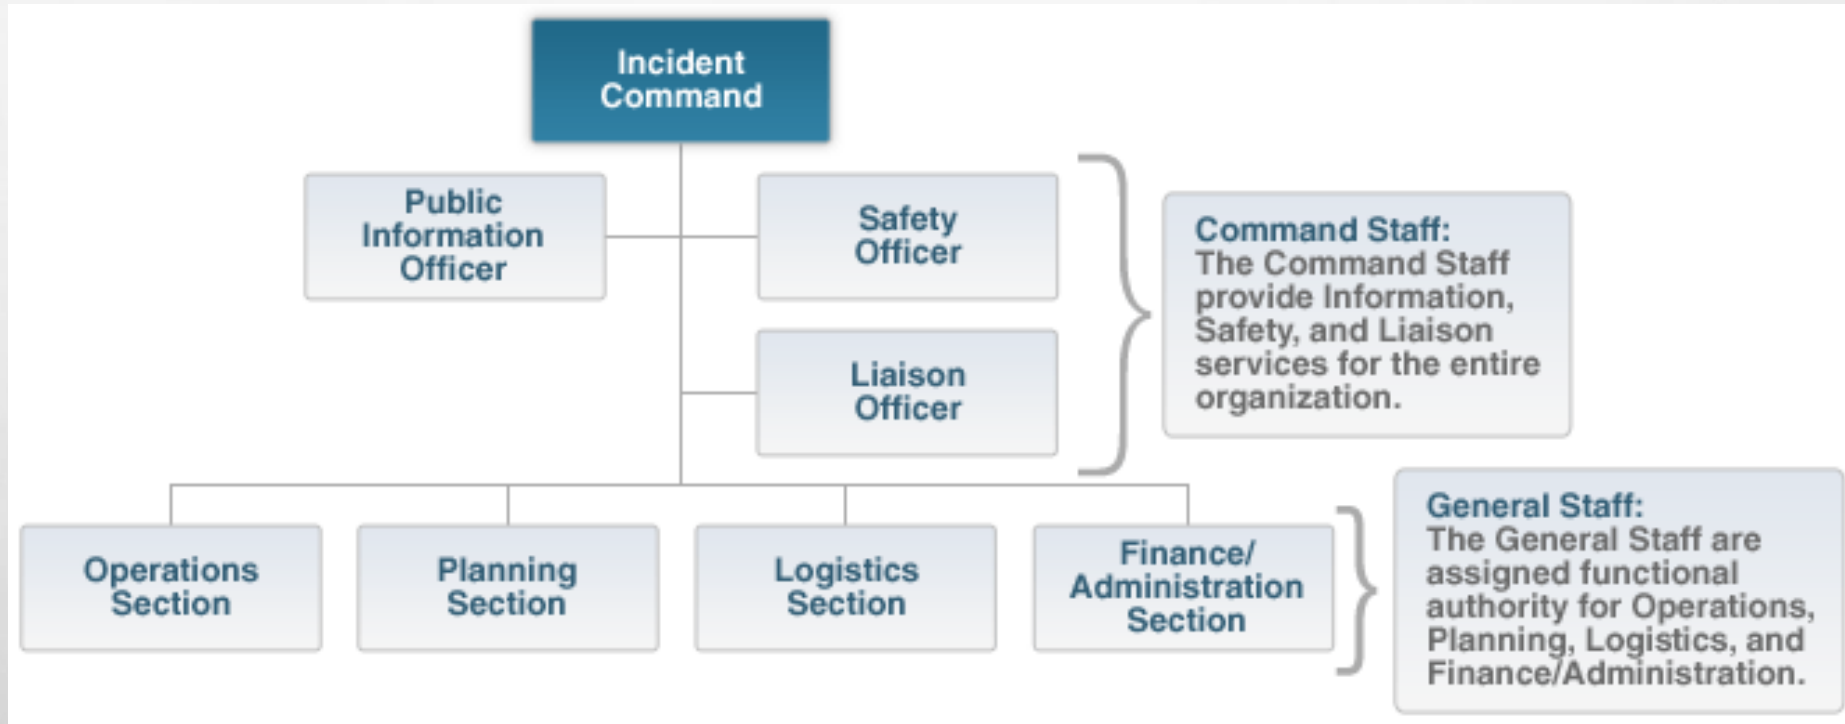 Incident
Command
Public
Information
Officer
Safety
Officer
Liaison
Officer
Command Staff:
The Command Staff
provide Information,
Safety, and Liaison
services for the entire
organization.
Operations
Section
Planning
Section
Logistics
Section
Finance/
Administration
Section
General Staff:
The General Staff are
assigned functional
authority for Operations,
Planning, Logistics, and
Finance/Administration.